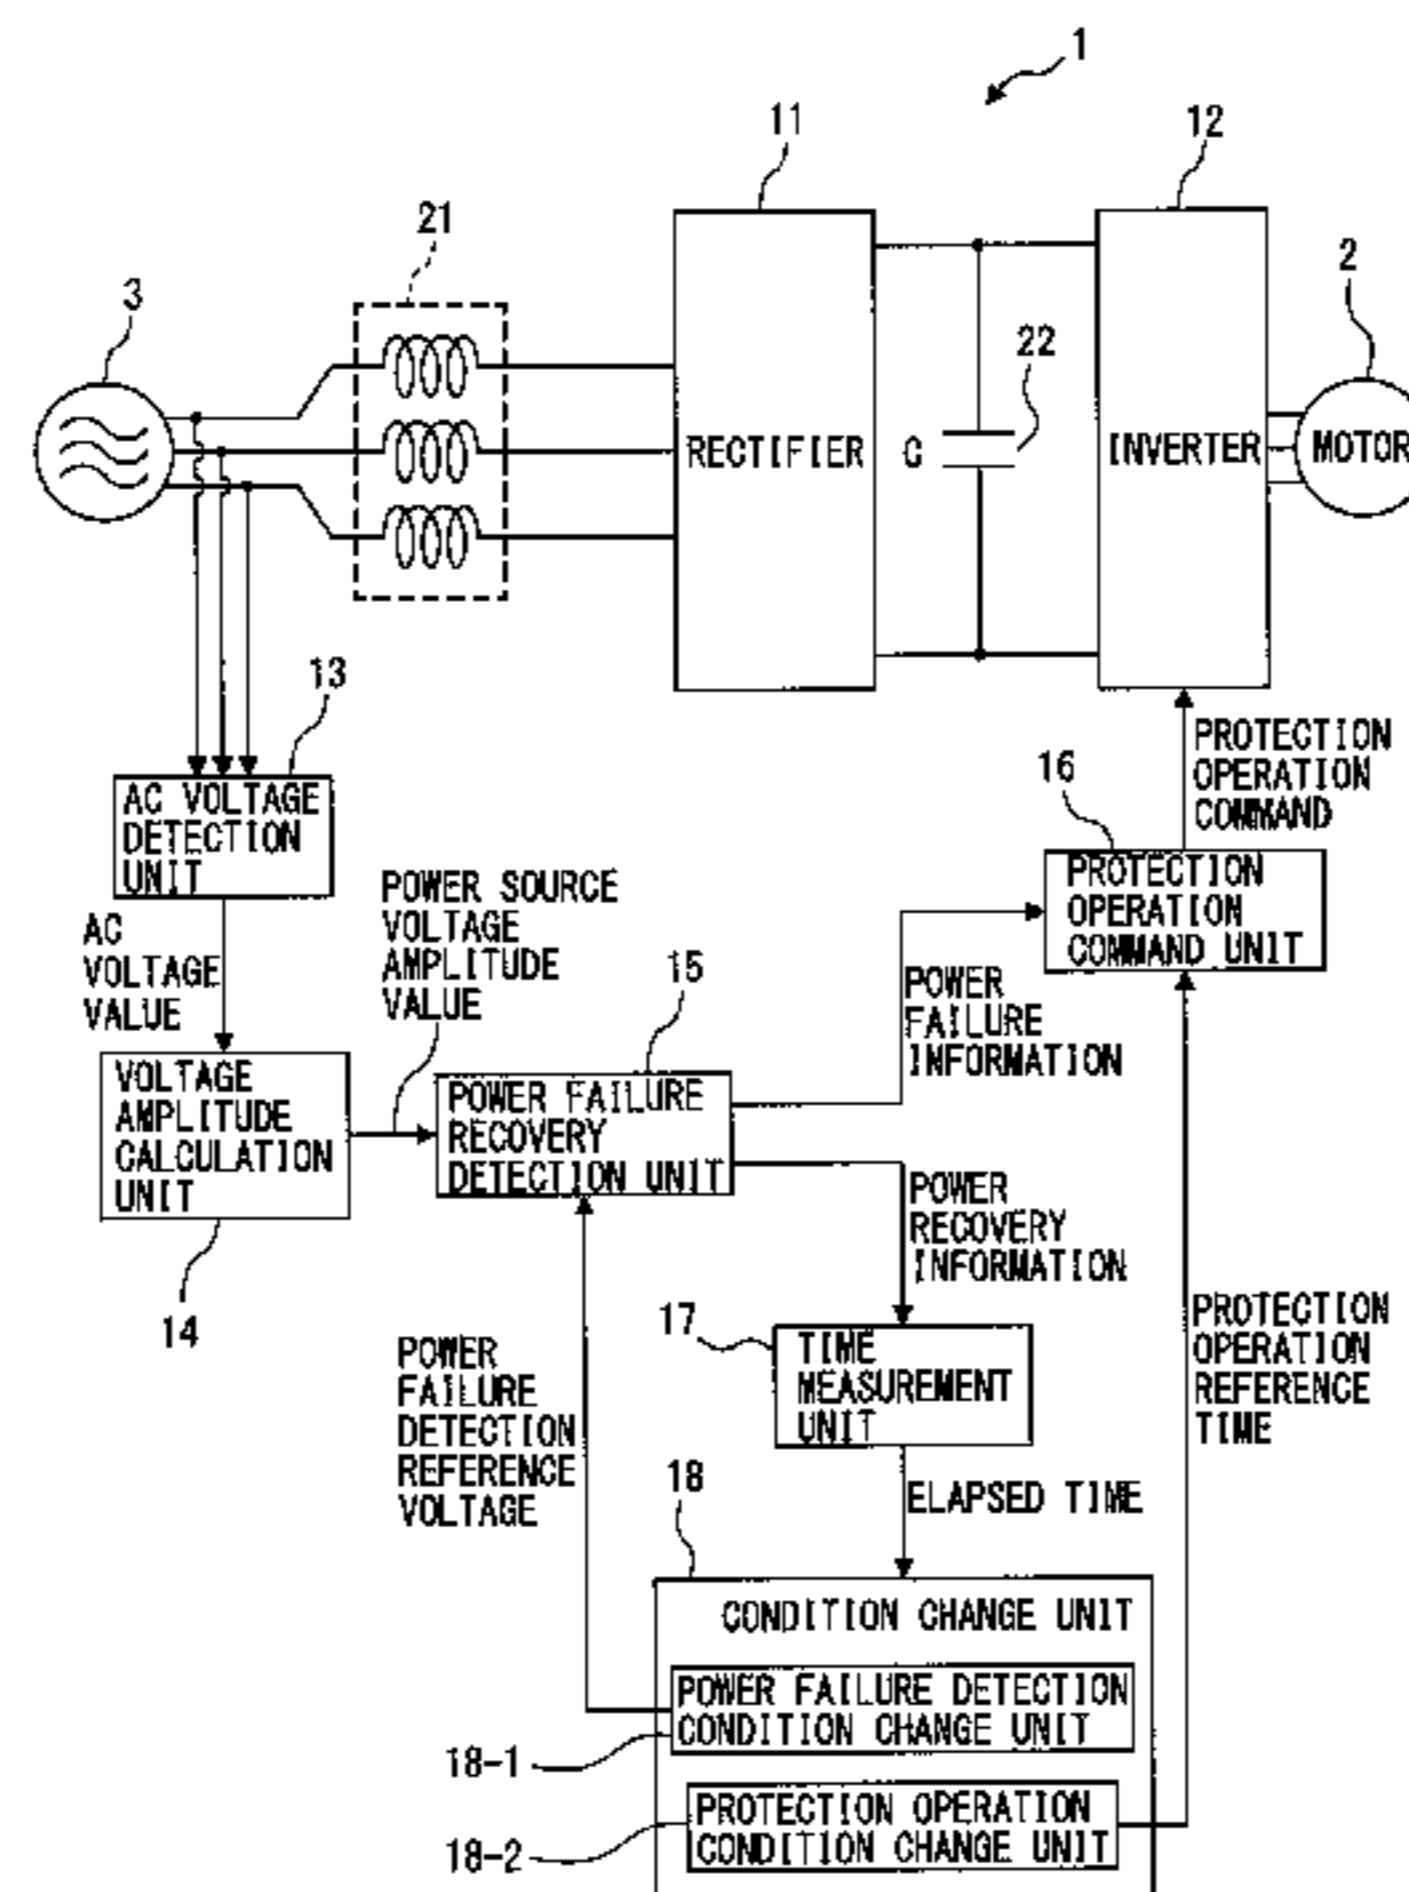 1
11
12
21
2
3
22
RECTIFIER
C
INVERTER
MOTOR
13
PROTECTION
OPERATION
COMMAND
16
AC VOLTAGE
DETECTION
UNIT
POWER SOURCE
VOLTAGE
AMPLITUDE
VALUE
PROTECTION
OPERATION
COMMAND UNIT
AC
VOLTAGE
VALUE
15
POWER
FAILURE
INFORMATION
VOLTAGE
AMPLITUDE
CALCULATION
UNIT
POWER FAILURE
RECOVERY
DETECTION UNIT
POWER
RECOVERY
INFORMATION
14
17
TIME
MEASUREMENT
UNIT
PROTECTION
OPERATION
REFERENCE
TIME
POWER
FAILURE
DETECTION
REFERENCE
VOLTAGE
18
ELAPSED TIME
CONDITION CHANGE UNIT
POWER FAILURE DETECTION
CONDITION CHANGE UNIT
18-1
PROTECTION OPERATION
CONDITION CHANGE UNIT
18-2